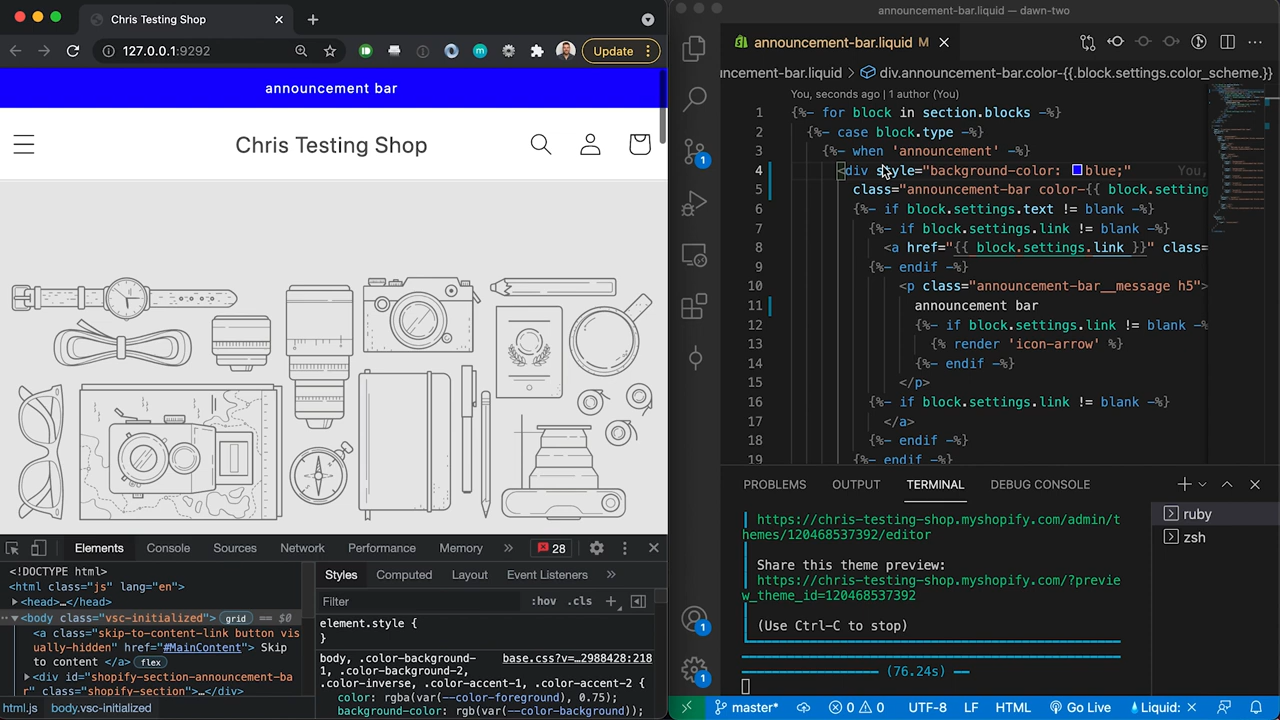 Chris Testing Shop
127.0.0.1:9292
Update
announcement bar
Chris Testing Shop
Elements Console Sources Network Performance Memory 28
<!DOCTYPE html>
<html class="js" lang="en">
<head>…</head>
<body class="vsc-initialized"> grid == $0
<a class="skip-to-content-link button vis
ually-hidden" href="#MainContent"> Skip
to content </a> flex
<div id="shopify-section-announcement-ba
r" class="shopify-section">…</div>
html.js body.vsc-initialized
Styles Computed Layout Event Listeners
Filter :hov .cls
element.style {
}
body, .color-background- base.css?v=…2988428:218
1, .color-background-2,
.color-inverse, .color-accent-1, .color-accent-2 {
color: rgba(var(--color-foreground), 0.75);
background-color: rgb(var(--color-background));
announcement-bar.liquid — dawn-two
announcement-bar.liquid M
uncement-bar.liquid > div.announcement-bar.color-{{.block.settings.color_scheme.}}
You, seconds ago | 1 author (You)
1 {%- for block in section.blocks -%}
2 {%- case block.type -%}
3 {%- when 'announcement' -%}
4 <div style="background-color: blue;" You,
5 class="announcement-bar color-{{ block.setting
6 {%- if block.settings.text != blank -%}
7 {%- if block.settings.link != blank -%}
8 <a href="{{ block.settings.link }}" class=
9 {%- endif -%}
10 <p class="announcement-bar__message h5">
11 announcement bar
12 {%- if block.settings.link != blank -%
13 {% render 'icon-arrow' %}
14 {%- endif -%}
15 </p>
16 {%- if block.settings.link != blank -%}
17 </a>
18 {%- endif -%}
19 {%- endif -%}
PROBLEMS OUTPUT TERMINAL DEBUG CONSOLE
https://chris-testing-shop.myshopify.com/admin/t
hemes/120468537392/editor
Share this theme preview:
https://chris-testing-shop.myshopify.com/?previe
w_theme_id=120468537392
(Use Ctrl-C to stop)
(76.24s)
ruby
zsh
1
1
1
master* 0 0 UTF-8 LF HTML Go Live Liquid: